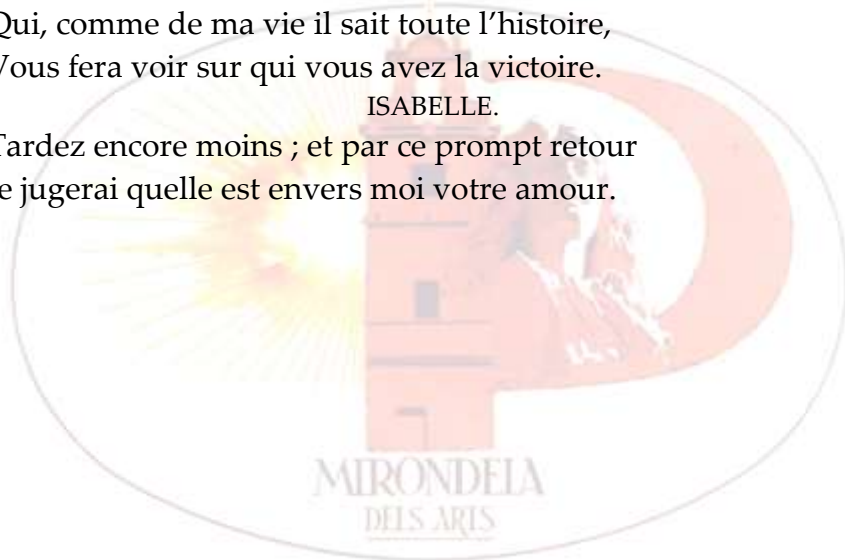 Qui, comme de ma vie il sait toute l’histoire,
Vous fera voir sur qui vous avez la victoire.
ISABELLE.
Tardez encore moins ; et par ce prompt retour
e jugerai quelle est envers moi votre amour.
MIRONDELA
DELS ARTS